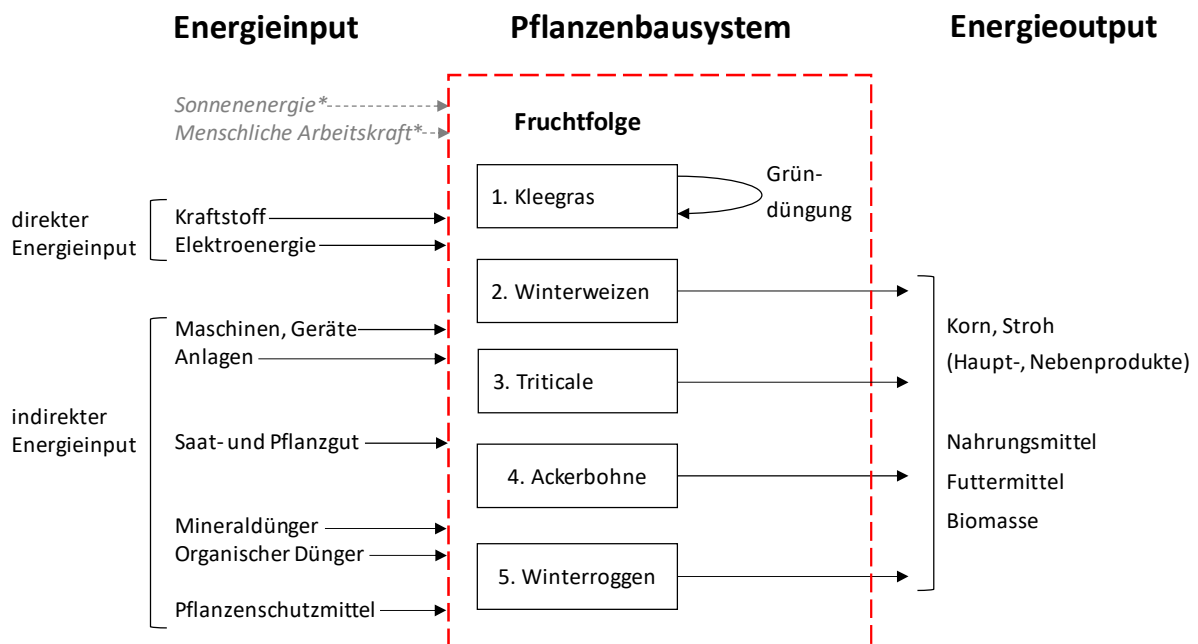 Energieinput
Pflanzenbausystem
Energieoutput
Sonnenenergie*
Menschliche Arbeitskraft*
direkter
Energieinput
Kraftstoff
Elektroenergie
indirekter
Energieinput
Maschinen, Geräte
Anlagen
Saat- und Pflanzgut
Mineraldünger
Organischer Dünger
Pflanzenschutzmittel
Fruchtfolge
1. Kleegras
Grün-
düngung
2. Winterweizen
3. Triticale
4. Ackerbohne
5. Winterroggen
Korn, Stroh
(Haupt-, Nebenprodukte)
Nahrungsmittel
Futtermittel
Biomasse